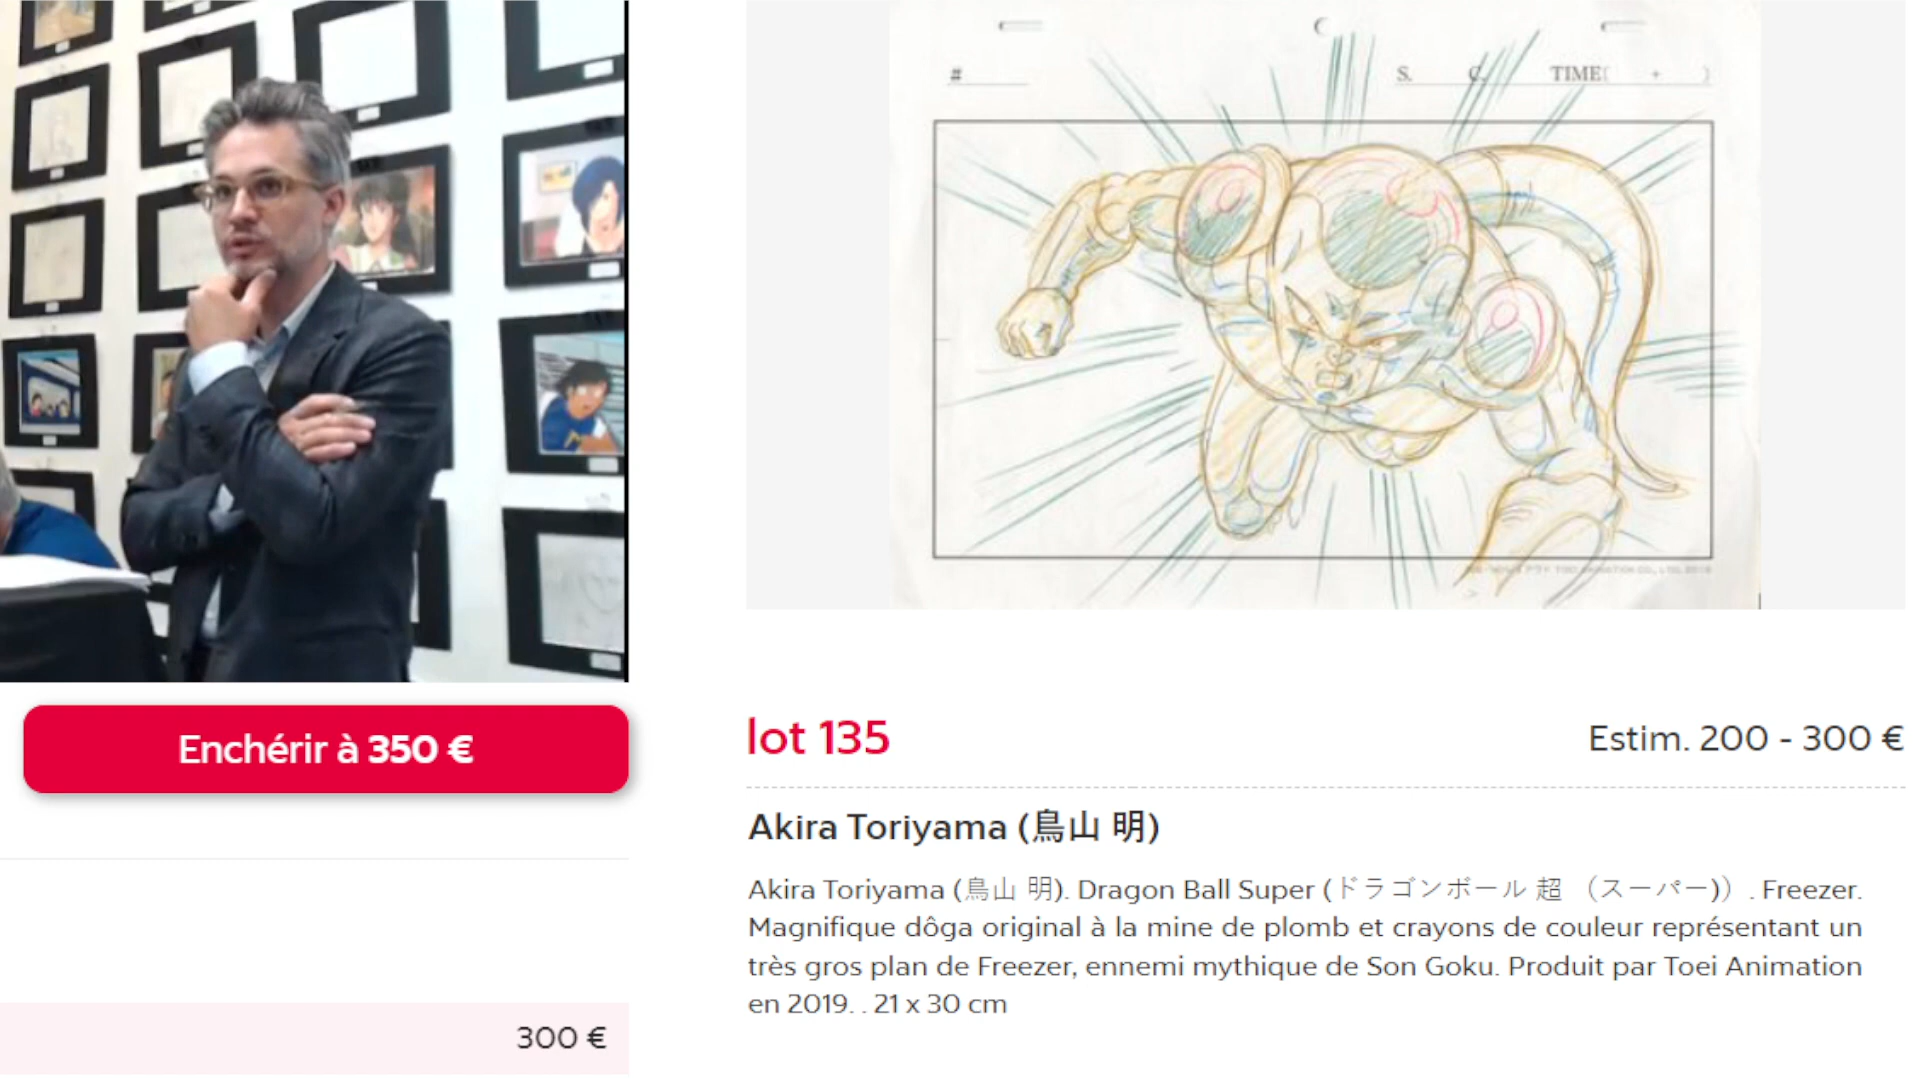 # S. C. TIME( + )
Enchérir à 350 €
300 €
lot 135
Estim. 200 - 300 €
Akira Toriyama (鳥山 明)
Akira Toriyama (鳥山 明). Dragon Ball Super (ドラゴンボール 超 （スーパー)） . Freezer.
Magnifique dôga original à la mine de plomb et crayons de couleur représentant un
très gros plan de Freezer, ennemi mythique de Son Goku. Produit par Toei Animation
en 2019. . 21 x 30 cm